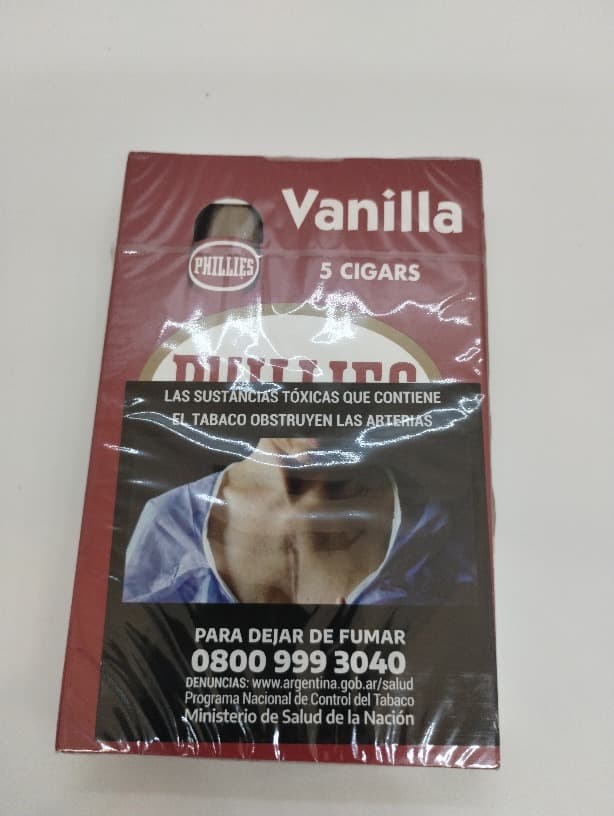 Vanilla
PHILLIES
5 CIGARS
PHILLIES
LAS SUSTANCIAS TÓXICAS QUE CONTIENE
EL TABACO OBSTRUYEN LAS ARTERIAS
PARA DEJAR DE FUMAR
0800 999 3040
DENUNCIAS: www.argentina.gob.ar/salud
Programa Nacional de Control del Tabaco
Ministerio de Salud de la Nación